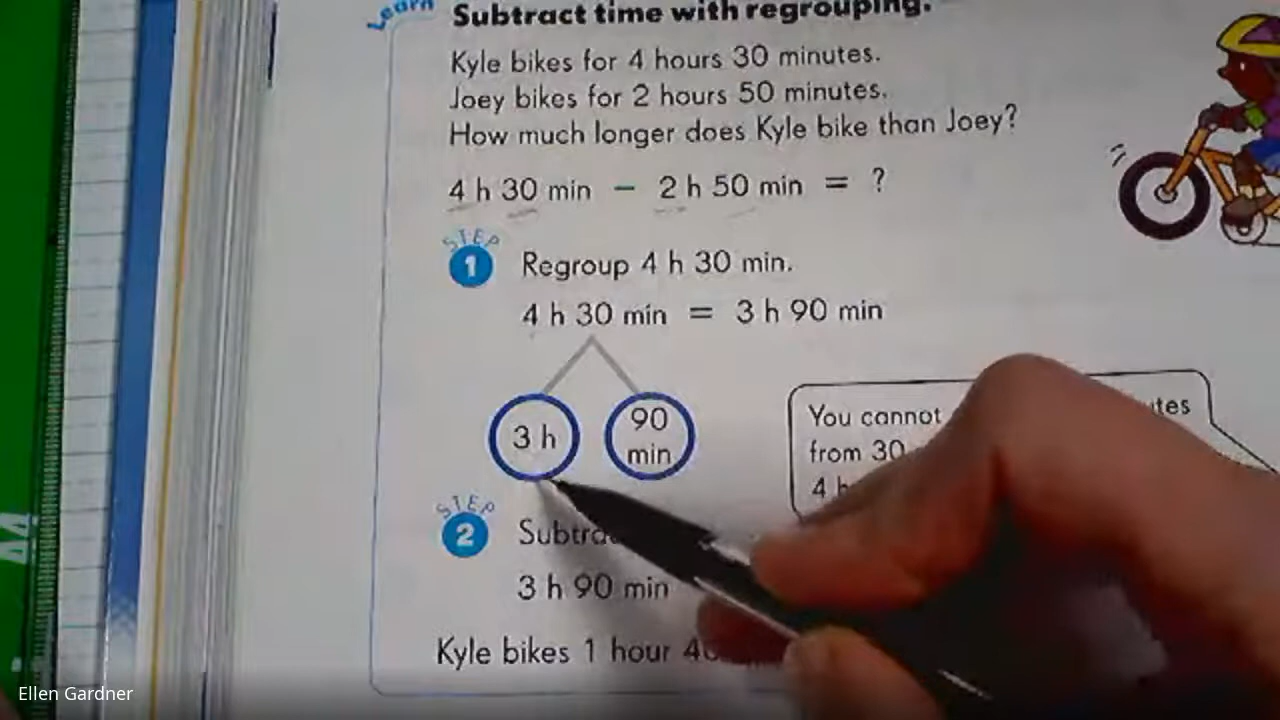 Learn
Subtract time with regrouping.
Kyle bikes for 4 hours 30 minutes.
Joey bikes for 2 hours 50 minutes.
How much longer does Kyle bike than Joey?
4 h 30 min − 2 h 50 min = ?
STEP 1 Regroup 4 h 30 min.
4 h 30 min = 3 h 90 min
3 h
90 min
You cannot
from 30
4 h
STEP 2
3 h 90 min
Kyle bikes 1 hour
Ellen Gardner